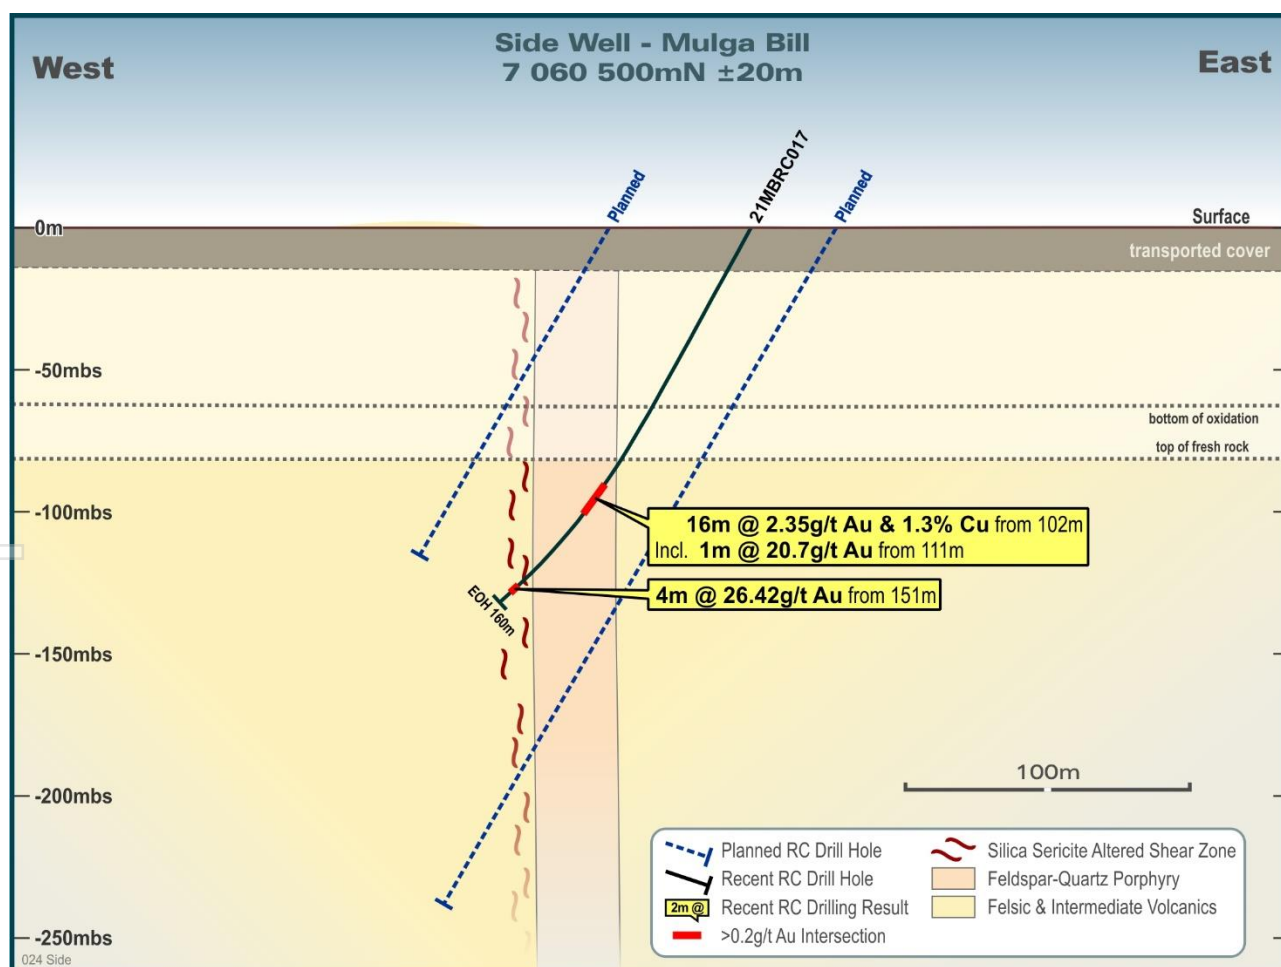 Side Well - Mulga Bill
7 060 500mN ±20m
West
East
Planned
21MBRC017
Planned
0m
Surface
transported cover
-50mbs
bottom of oxidation
top of fresh rock
-100mbs
16m @ 2.35g/t Au & 1.3% Cu from 102m
Incl. 1m @ 20.7g/t Au from 111m
4m @ 26.42g/t Au from 151m
EOH 160m
-150mbs
100m
-200mbs
Planned RC Drill Hole
Recent RC Drill Hole
2m @
Recent RC Drilling Result
>0.2g/t Au Intersection
Silica Sericite Altered Shear Zone
Feldspar-Quartz Porphyry
Felsic & Intermediate Volcanics
-250mbs
024 Side